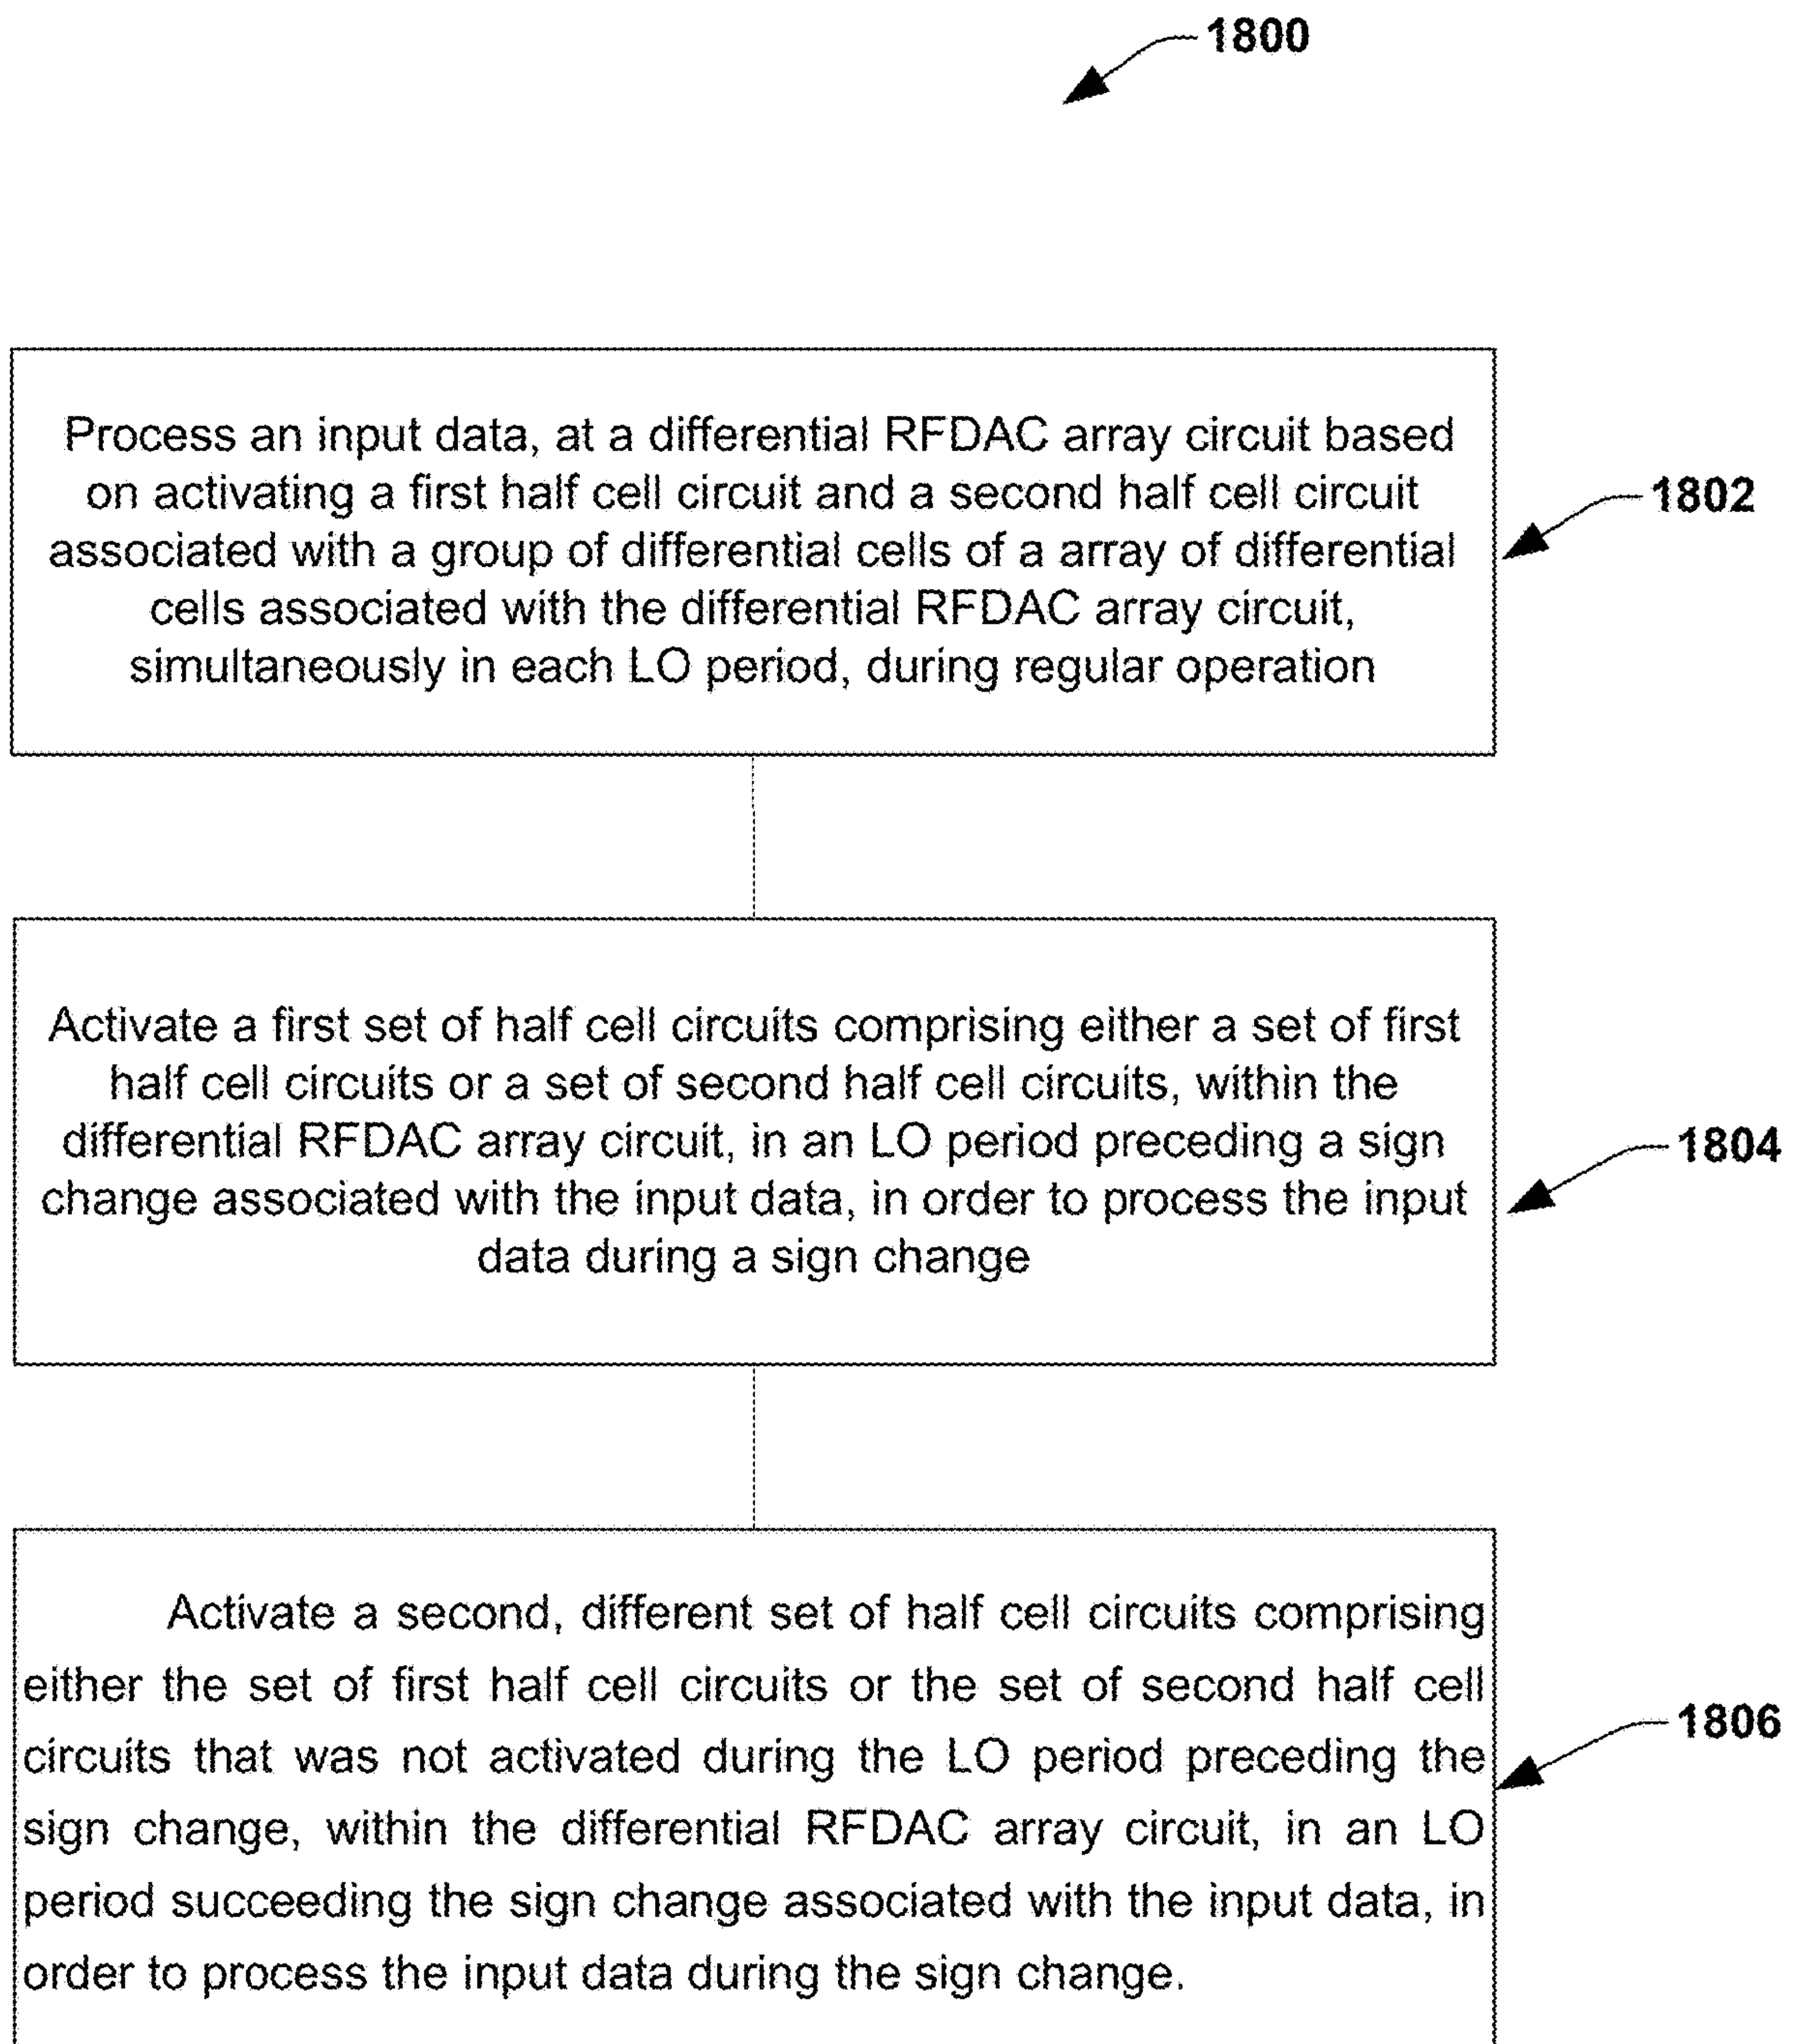 1800
Process an input data, at a differential RFDAC array circuit based
on activating a first half cell circuit and a second half cell circuit
associated with a group of differential cells of a array of differential
cells associated with the differential RFDAC array circuit,
simultaneously in each LO period, during regular operation
1802
Activate a first set of half cell circuits comprising either a set of first
half cell circuits or a set of second half cell circuits, within the
differential RFDAC array circuit, in an LO period preceding a sign
change associated with the input data, in order to process the input
data during a sign change
1804
Activate a second, different set of half cell circuits comprising
either the set of first half cell circuits or the set of second half cell
circuits that was not activated during the LO period preceding the
sign change, within the differential RFDAC array circuit, in an LO
period succeeding the sign change associated with the input data, in
order to process the input data during the sign change.
1806